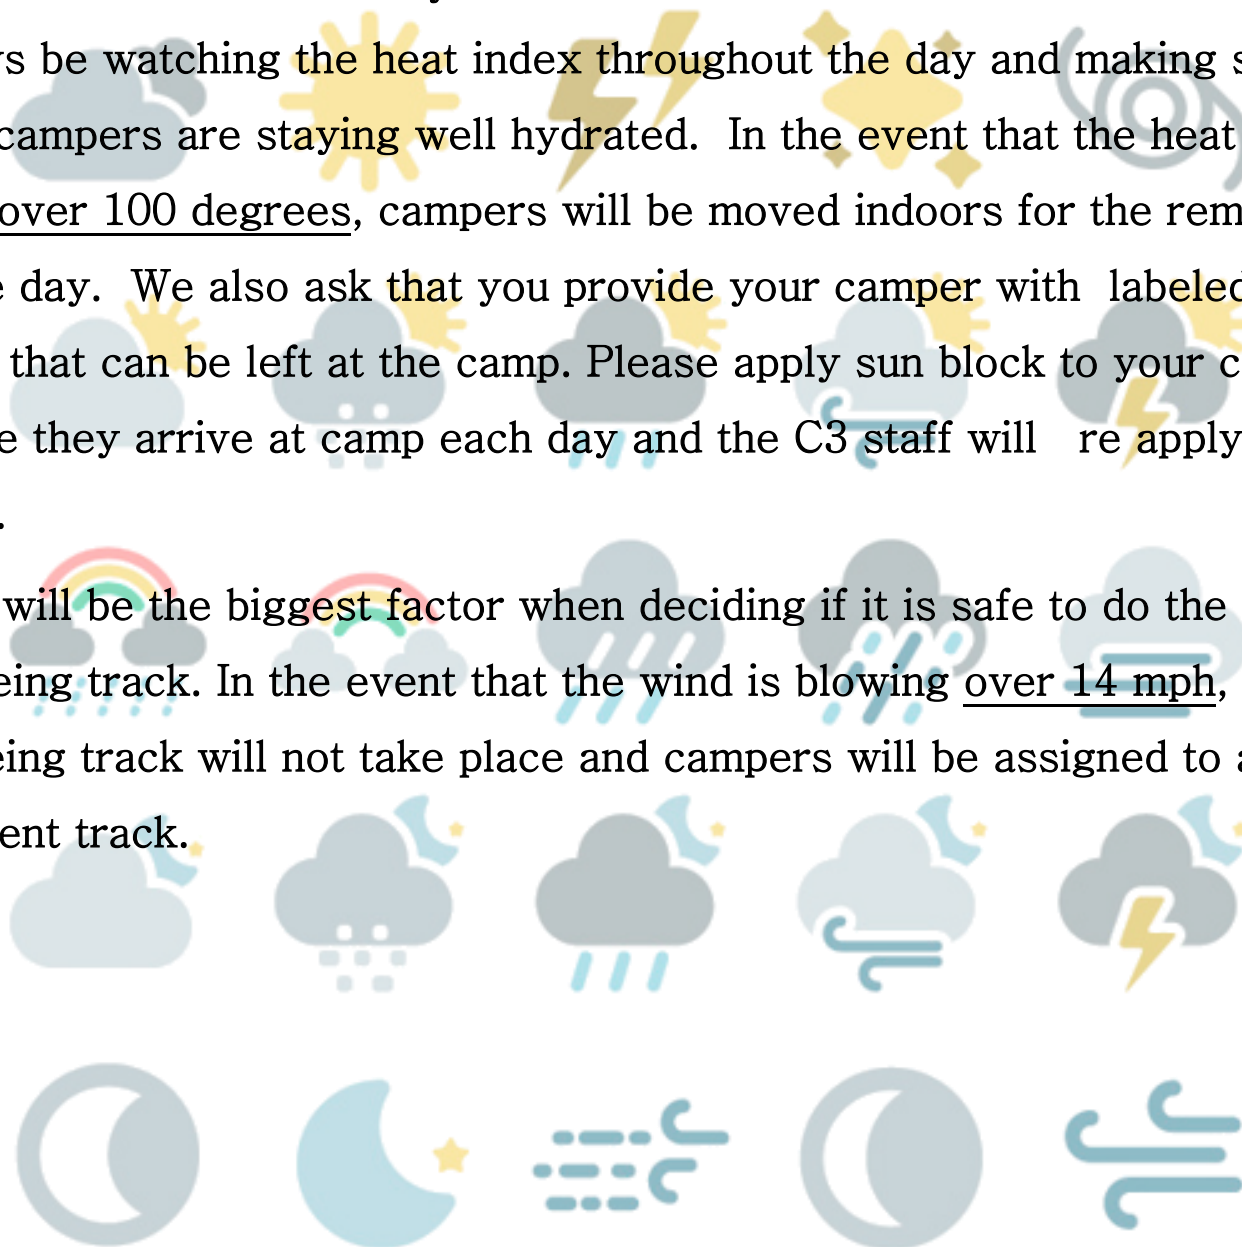 s be watching the heat index throughout the day and making s
campers are staying well hydrated. In the event that the heat
over 100 degrees, campers will be moved indoors for the rem
e day. We also ask that you provide your camper with labeled
that can be left at the camp. Please apply sun block to your c
e they arrive at camp each day and the C3 staff will re apply
.
will be the biggest factor when deciding if it is safe to do the
eing track. In the event that the wind is blowing over 14 mph,
eing track will not take place and campers will be assigned to a
ent track.